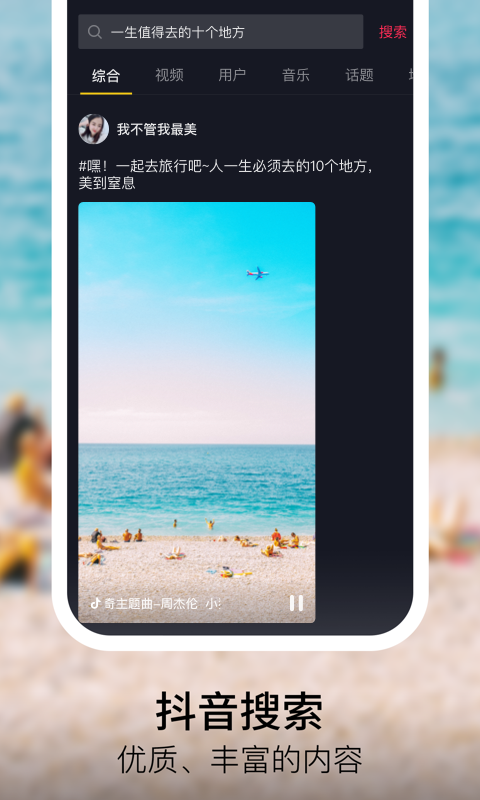 一生值得去的十个地方
搜索
综合
视频
用户
音乐
话题
我不管我最美
#嘿！一起去旅行吧~人一生必须去的10个地方，
美到窒息
奇主题曲-周杰伦 小
抖音搜索
优质、丰富的内容